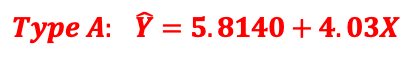 Type A: Ŷ = 5.8140 + 4.03X